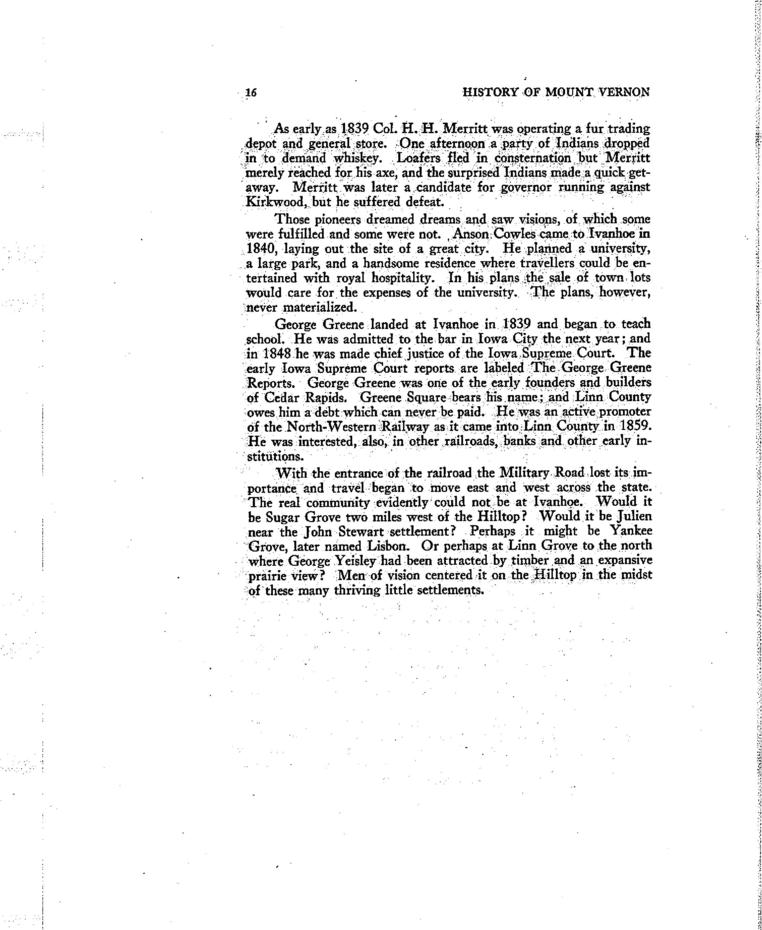 16 HISTORY OF MOUNT VERNON
As early as 1839 Col. H. H. Merritt was operating a fur trading
depot and general store. One afternoon a party of Indians dropped
in to demand whiskey. Loafers fled in consternation but Merritt
merely reached for his axe, and the surprised Indians made a quick get-
away. Merritt was later a candidate for governor running against
Kirkwood, but he suffered defeat.
Those pioneers dreamed dreams and saw visions, of which some
were fulfilled and some were not. Anson Cowles came to Ivanhoe in
1840, laying out the site of a great city. He planned a university,
a large park, and a handsome residence where travellers could be en-
tertained with royal hospitality. In his plans the sale of town lots
would care for the expenses of the university. The plans, however,
never materialized.
George Greene landed at Ivanhoe in 1839 and began to teach
school. He was admitted to the bar in Iowa City the next year; and
in 1848 he was made chief justice of the Iowa Supreme Court. The
early Iowa Supreme Court reports are labeled The George Greene
Reports. George Greene was one of the early founders and builders
of Cedar Rapids. Greene Square bears his name; and Linn County
owes him a debt which can never be paid. He was an active promoter
of the North-Western Railway as it came into Linn County in 1859.
He was interested, also, in other railroads, banks and other early in-
stitutions.
With the entrance of the railroad the Military Road lost its im-
portance and travel began to move east and west across the state.
The real community evidently could not be at Ivanhoe. Would it
be Sugar Grove two miles west of the Hilltop? Would it be Julien
near the John Stewart settlement? Perhaps it might be Yankee
Grove, later named Lisbon. Or perhaps at Linn Grove to the north
where George Yeisley had been attracted by timber and an expansive
prairie view? Men of vision centered it on the Hilltop in the midst
of these many thriving little settlements.